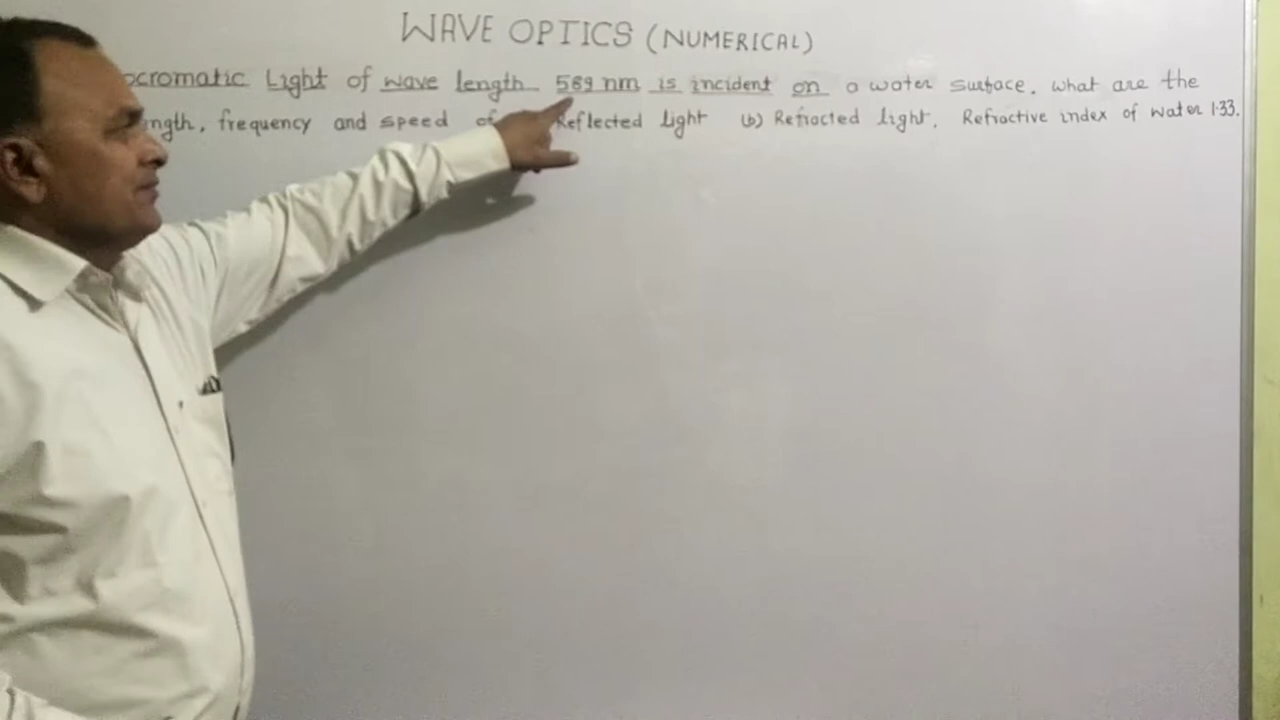 WAVE OPTICS (NUMERICAL)
ocromatic Light of wave length 589 nm is incident on a water surface. what are the
ngth, frequency and speed of Reflected light (b) Refracted light. Refractive index of water 1.33.